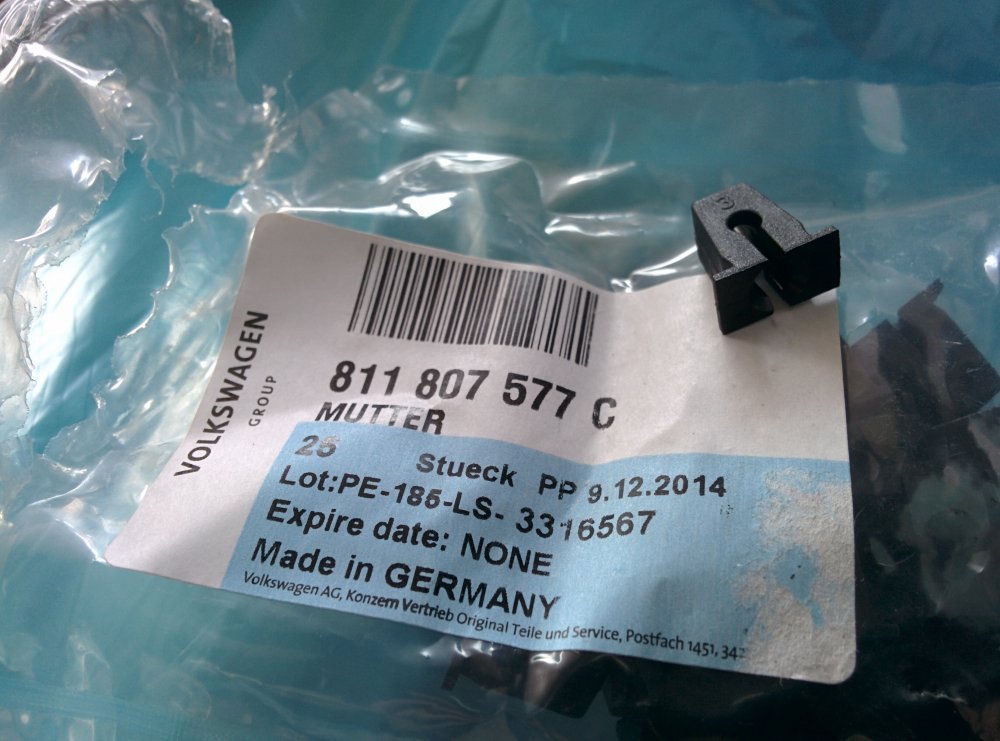 VOLKSWAGEN
GROUP
811 807 577 C
MUTTER
25 Stueck PP 9.12.2014
Lot:PE-185-LS- 3316567
Expire date: NONE
Made in GERMANY
Volkswagen AG, Konzern Vertrieb Original Teile und Service, Postfach 1451, 342